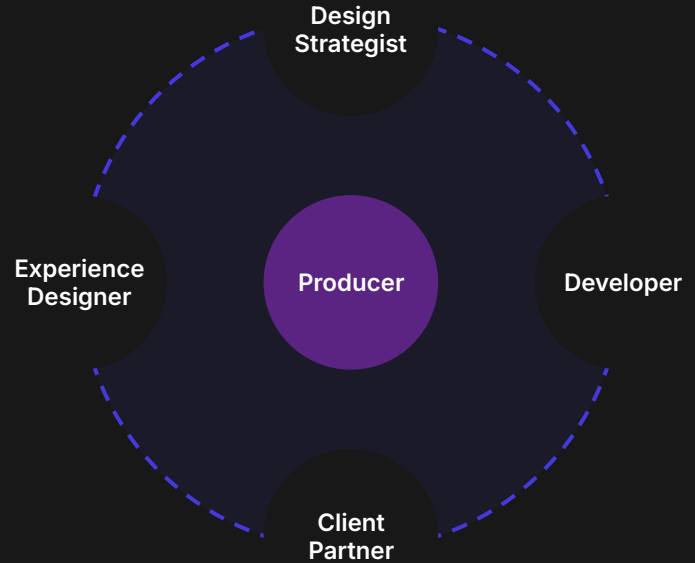 Design
Strategist
Experience
Designer
Producer
Developer
Client
Partner